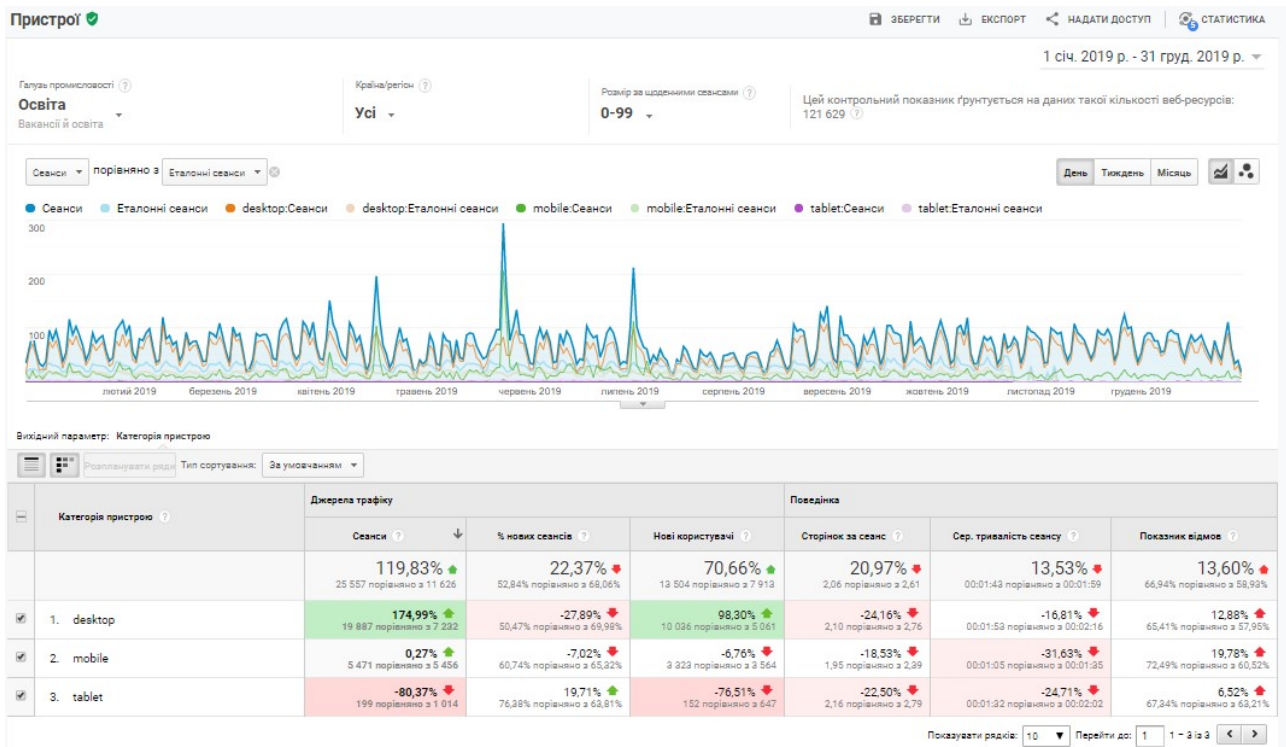 Пристрої
ЗБЕРЕГТИ ЕКСПОРТ НАДАТИ ДОСТУП 5 СТАТИСТИКА
1 січ. 2019 р. - 31 груд. 2019 р.
Галузь промисловості ?
Освіта
Вакансії й освіта
Країна/регіон ?
Усі
Розмір за щоденними сеансами ?
0-99
Цей контрольний показник ґрунтується на даних такої кількості веб-ресурсів:
121 629 ?
Сеанси порівняно з Еталонні сеанси
День Тиждень Місяць
Сеанси Еталонні сеанси desktop:Сеанси desktop:Еталонні сеанси mobile:Сеанси mobile:Еталонні сеанси tablet:Сеанси tablet:Еталонні сеанси
300
200
100
лютий 2019 березень 2019 квітень 2019 травень 2019 червень 2019 липень 2019 серпень 2019 вересень 2019 жовтень 2019 листопад 2019 грудень 2019
Вихідний параметр: Категорія пристрою
Розпланувати ряди Тип сортування: За умовчанням
Категорія пристрою ?
Джерела трафіку Поведінка
Сеанси ? % нових сеансів ? Нові користувачі ? Сторінок за сеанс ? Сер. тривалість сеансу ? Показник відмов ?
119,83% 22,37% 70,66% 20,97% 13,53% 13,60%
25 557 порівняно з 11 626 52,84% порівняно з 68,06% 13 504 порівняно з 7 913 2,06 порівняно з 2,61 00:01:43 порівняно з 00:01:59 66,94% порівняно з 58,93%
1. desktop 174,99% -27,89% 98,30% -24,16% -16,81% 12,88%
19 887 порівняно з 7 232 50,47% порівняно з 69,98% 10 036 порівняно з 5 061 2,10 порівняно з 2,76 00:01:53 порівняно з 00:02:16 65,41% порівняно з 57,95%
2. mobile 0,27% -7,02% -6,76% -18,53% -31,63% 19,78%
5 471 порівняно з 5 456 60,74% порівняно з 65,32% 3 323 порівняно з 3 564 1,95 порівняно з 2,39 00:01:05 порівняно з 00:01:35 72,49% порівняно з 60,52%
3. tablet -80,37% 19,71% -76,51% -22,50% -24,71% 6,52%
199 порівняно з 1 014 76,38% порівняно з 63,81% 152 порівняно з 647 2,16 порівняно з 2,79 00:01:32 порівняно з 00:02:02 67,34% порівняно з 63,21%
Показувати рядків: 10 Перейти до: 1 1 – 3 із 3